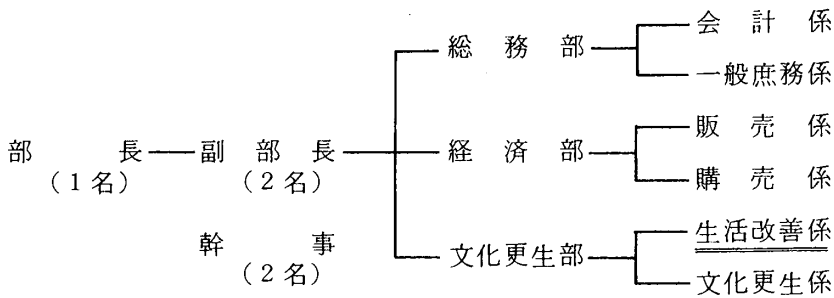 会計係
総務部
一般庶務係
販売係
部長 副部長 経済部
(1名) (2名)
購売係
生活改善係
幹事
(2名)
文化更生部
文化更生係